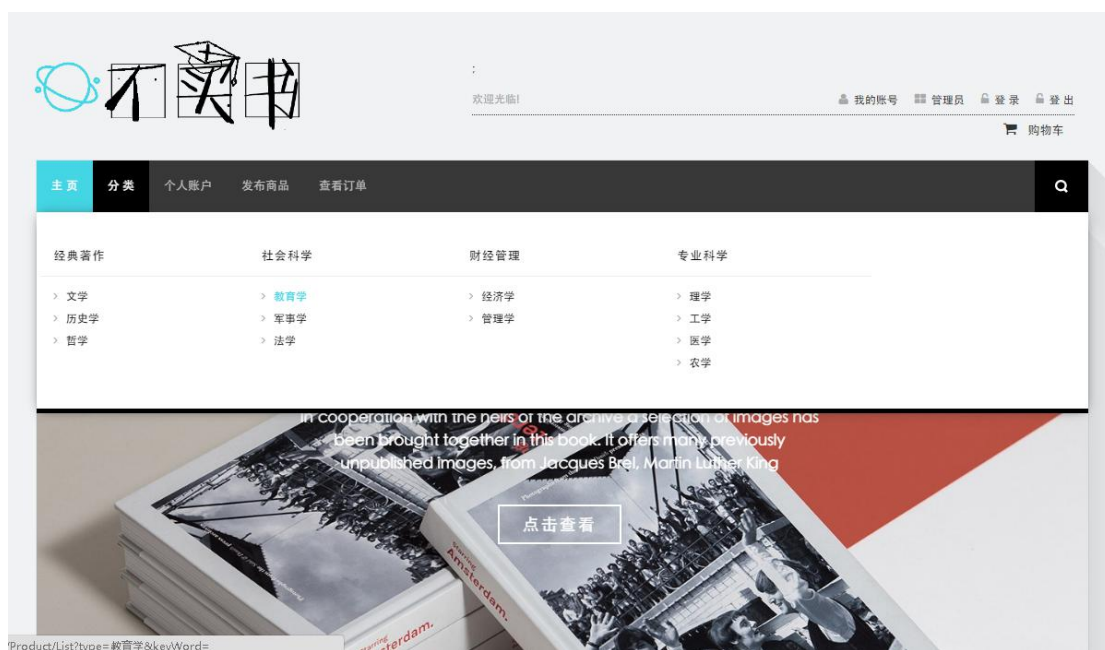 不卖书
;
欢迎光临!
我的账号 管理员 登录 登出
购物车
主页 分类 个人账户 发布商品 查看订单
经典著作 社会科学 财经管理 专业科学
> 文学 > 教育学 > 经济学 > 理学
> 历史学 > 军事学 > 管理学 > 工学
> 哲学 > 法学 > 医学
> 农学
in cooperation with the heirs of the archive a selection of images has
been brought together in this book. It offers many previously
unpublished images, from Jacques Brel, Martin Luther King
点击查看
Starring
Amsterdam.
Starring
/Product/List?type=教育学&keyWord=